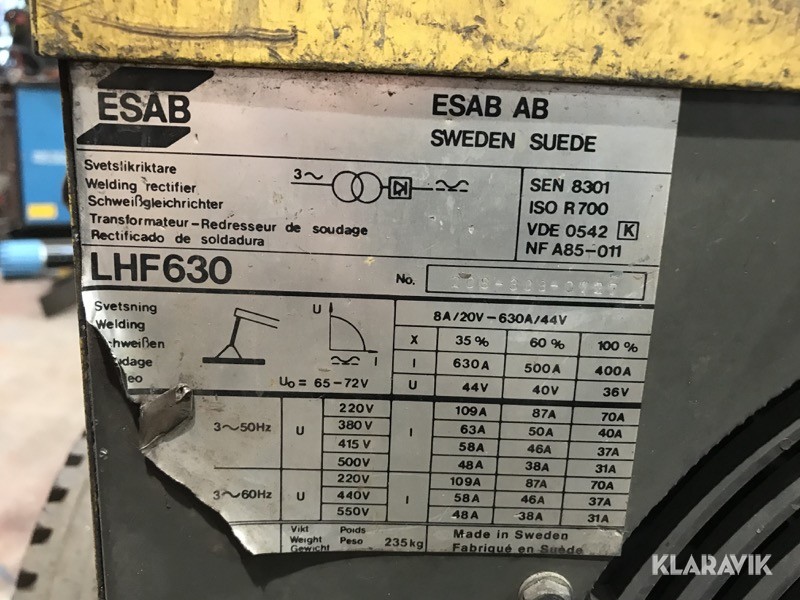 ESAB
ESAB AB
SWEDEN SUEDE
Svetslikriktare
Welding rectifier
Schweißgleichrichter
Transformateur-Redresseur de soudage
Rectificado de soldadura
3~
SEN 8301
ISO R 700
VDE 0542 K
NF A85-011
LHF630
No.
Svetsning
Welding
U
I
U₀ = 65-72V
8A/20V-630A/44V
X 35% 60% 100%
I 630A 500A 400A
U 44V 40V 36V
3~50Hz U I
220V 109A 87A 70A
380V 63A 50A 40A
415V 58A 46A 37A
500V 48A 38A 31A
3~60Hz U I
220V 109A 87A 70A
440V 58A 46A 37A
550V 48A 38A 31A
Vikt Poids
Weight Peso 235kg
Gewicht
Made in Sweden
Fabriqué en Suède
KLARAVIK